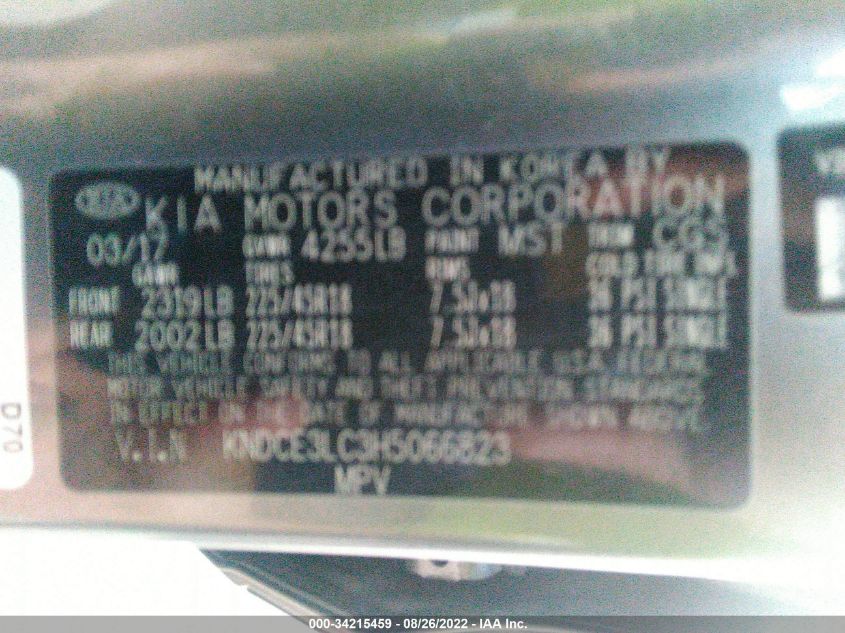 MANUFACTURED IN KOREA BY
KIA KIA MOTORS CORPORATION
03/17 GVWR 4255LB PAINT MST TRIM CGS
GAWR TIRES RIMS COLD TIRE INFL
FRONT 2319LB 225/45R18 7.5Jx18 36 PSI SINGLE
REAR 2002LB 225/45R18 7.5Jx18 36 PSI SINGLE
THIS VEHICLE CONFORMS TO ALL APPLICABLE U.S.A. FEDERAL
MOTOR VEHICLE SAFETY AND THEFT PREVENTION STANDARDS
IN EFFECT ON THE DATE OF MANUFACTURE SHOWN ABOVE.
V.I.N KNDCE3LC3H5066823
MPV
D70
000-34215459 - 08/26/2022 - IAA Inc.